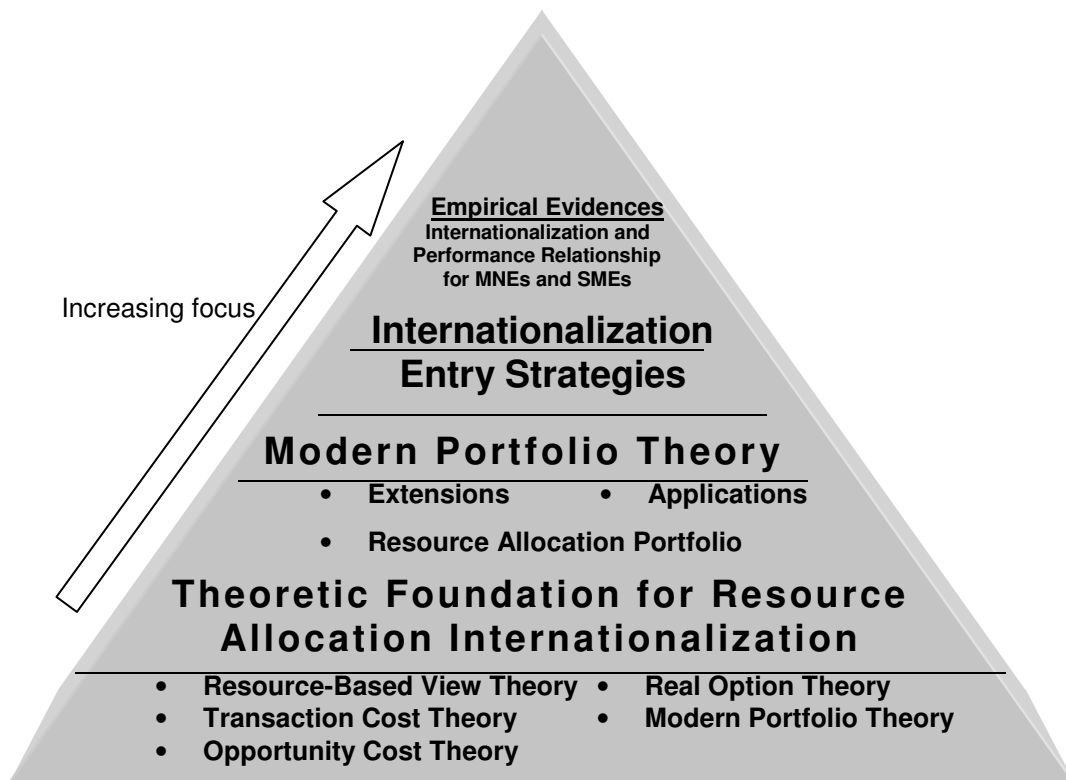 Empirical Evidences
Internationalization and
Performance Relationship
for MNEs and SMEs
Increasing focus
Internationalization
Entry Strategies
Modern Portfolio Theory
• Extensions • Applications
• Resource Allocation Portfolio
Theoretic Foundation for Resource
Allocation Internationalization
• Resource-Based View Theory • Real Option Theory
• Transaction Cost Theory • Modern Portfolio Theory
• Opportunity Cost Theory